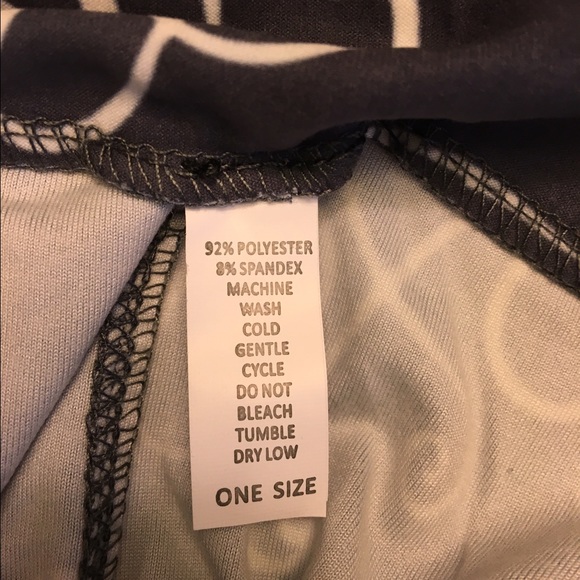 92% POLYESTER
8% SPANDEX
MACHINE
WASH
COLD
GENTLE
CYCLE
DO NOT
BLEACH
TUMBLE
DRY LOW
ONE SIZE